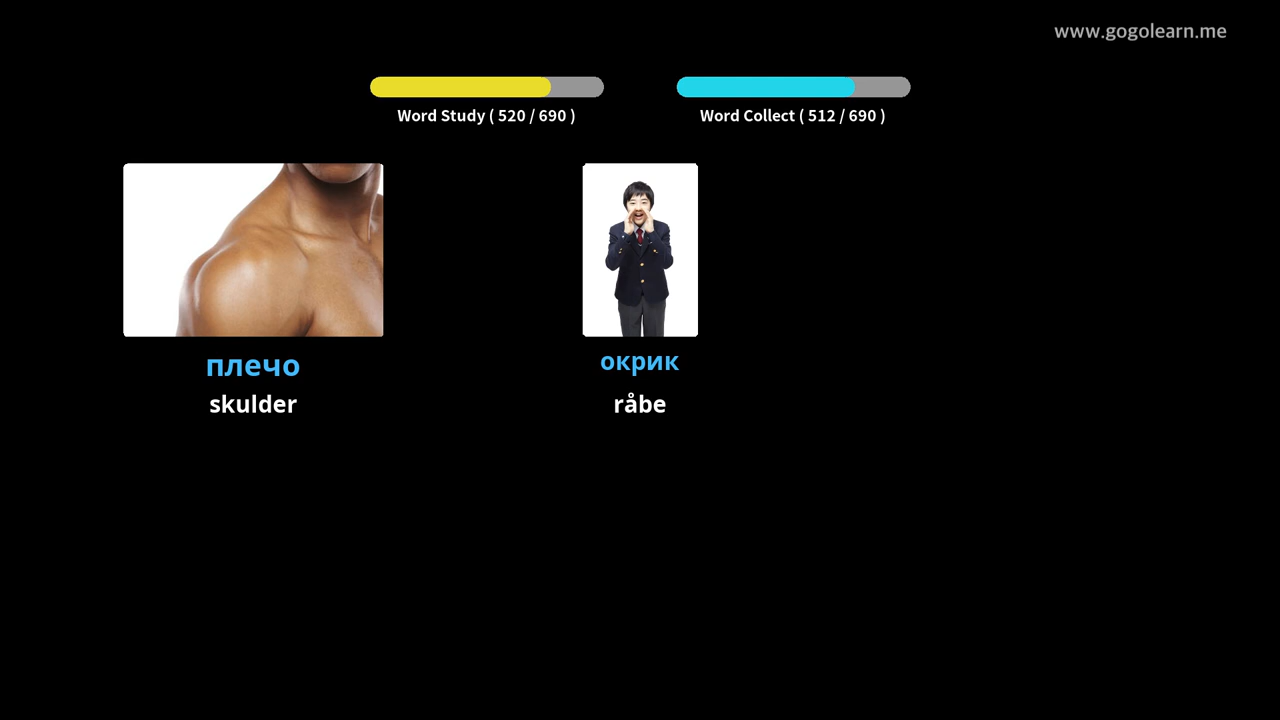 www.gogolearn.me
Word Study ( 520 / 690 )
Word Collect ( 512 / 690 )
плечо
skulder
окрик
råbe